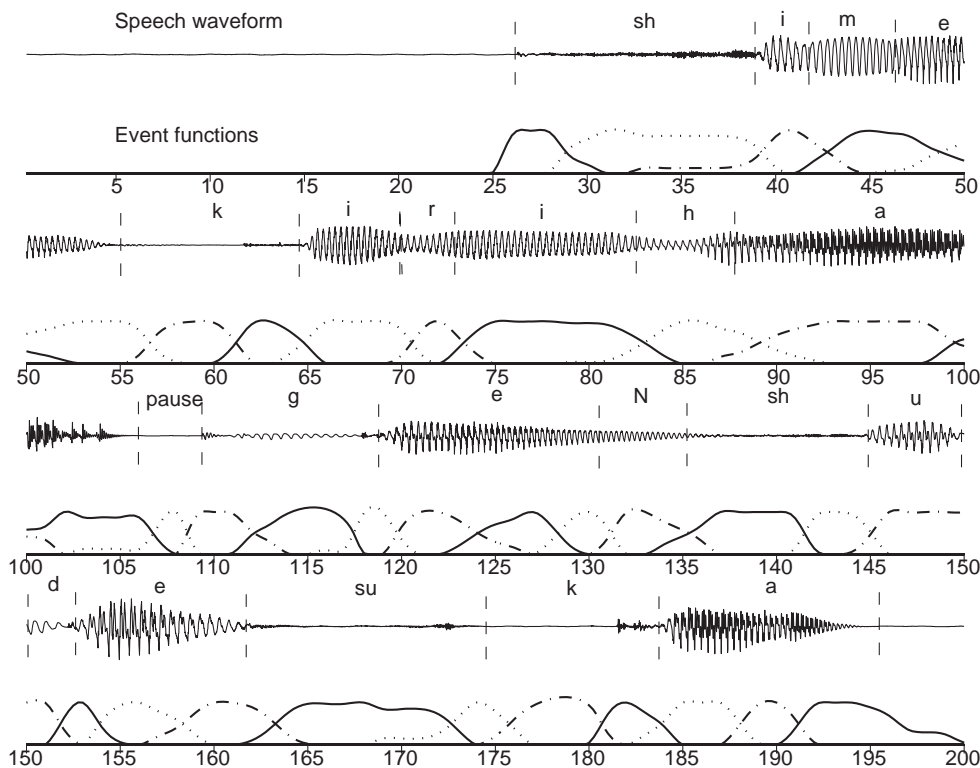 Speech waveform sh i m e
Event functions
5 10 15 20 25 30 35 40 45 50
k i r i h a
50 55 60 65 70 75 80 85 90 95 100
pause g e N sh u
100 105 110 115 120 125 130 135 140 145 150
d e su k a
150 155 160 165 170 175 180 185 190 195 200